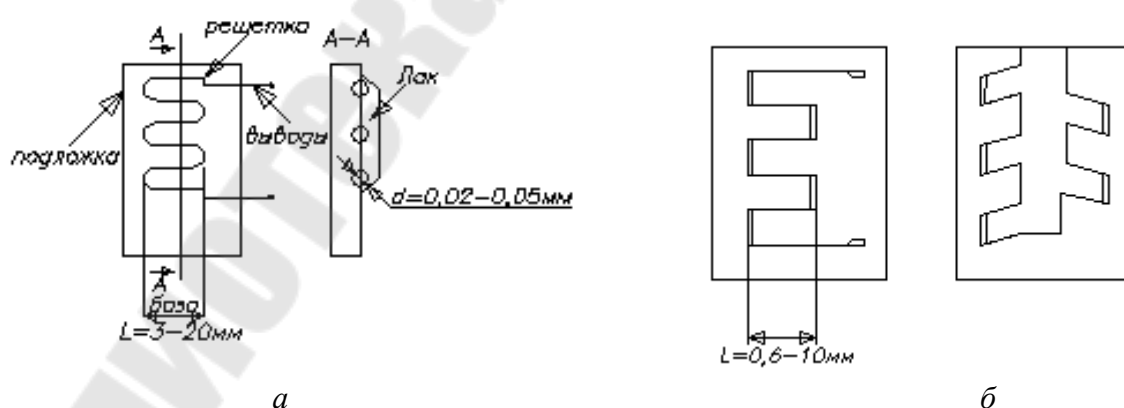 решетка
А
А–А
Лак
выводы
подложка
d=0,02–0,05мм
А
база
L=3–20мм
L=0,6–10мм
а
б